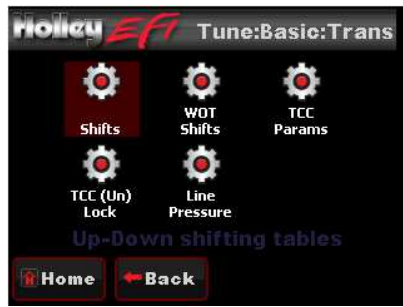 Holley EFI Tune:Basic:Trans
Shifts
WOT
Shifts
TCC
Params
TCC (Un)
Lock
Line
Pressure
Up-Down shifting tables
Home Back